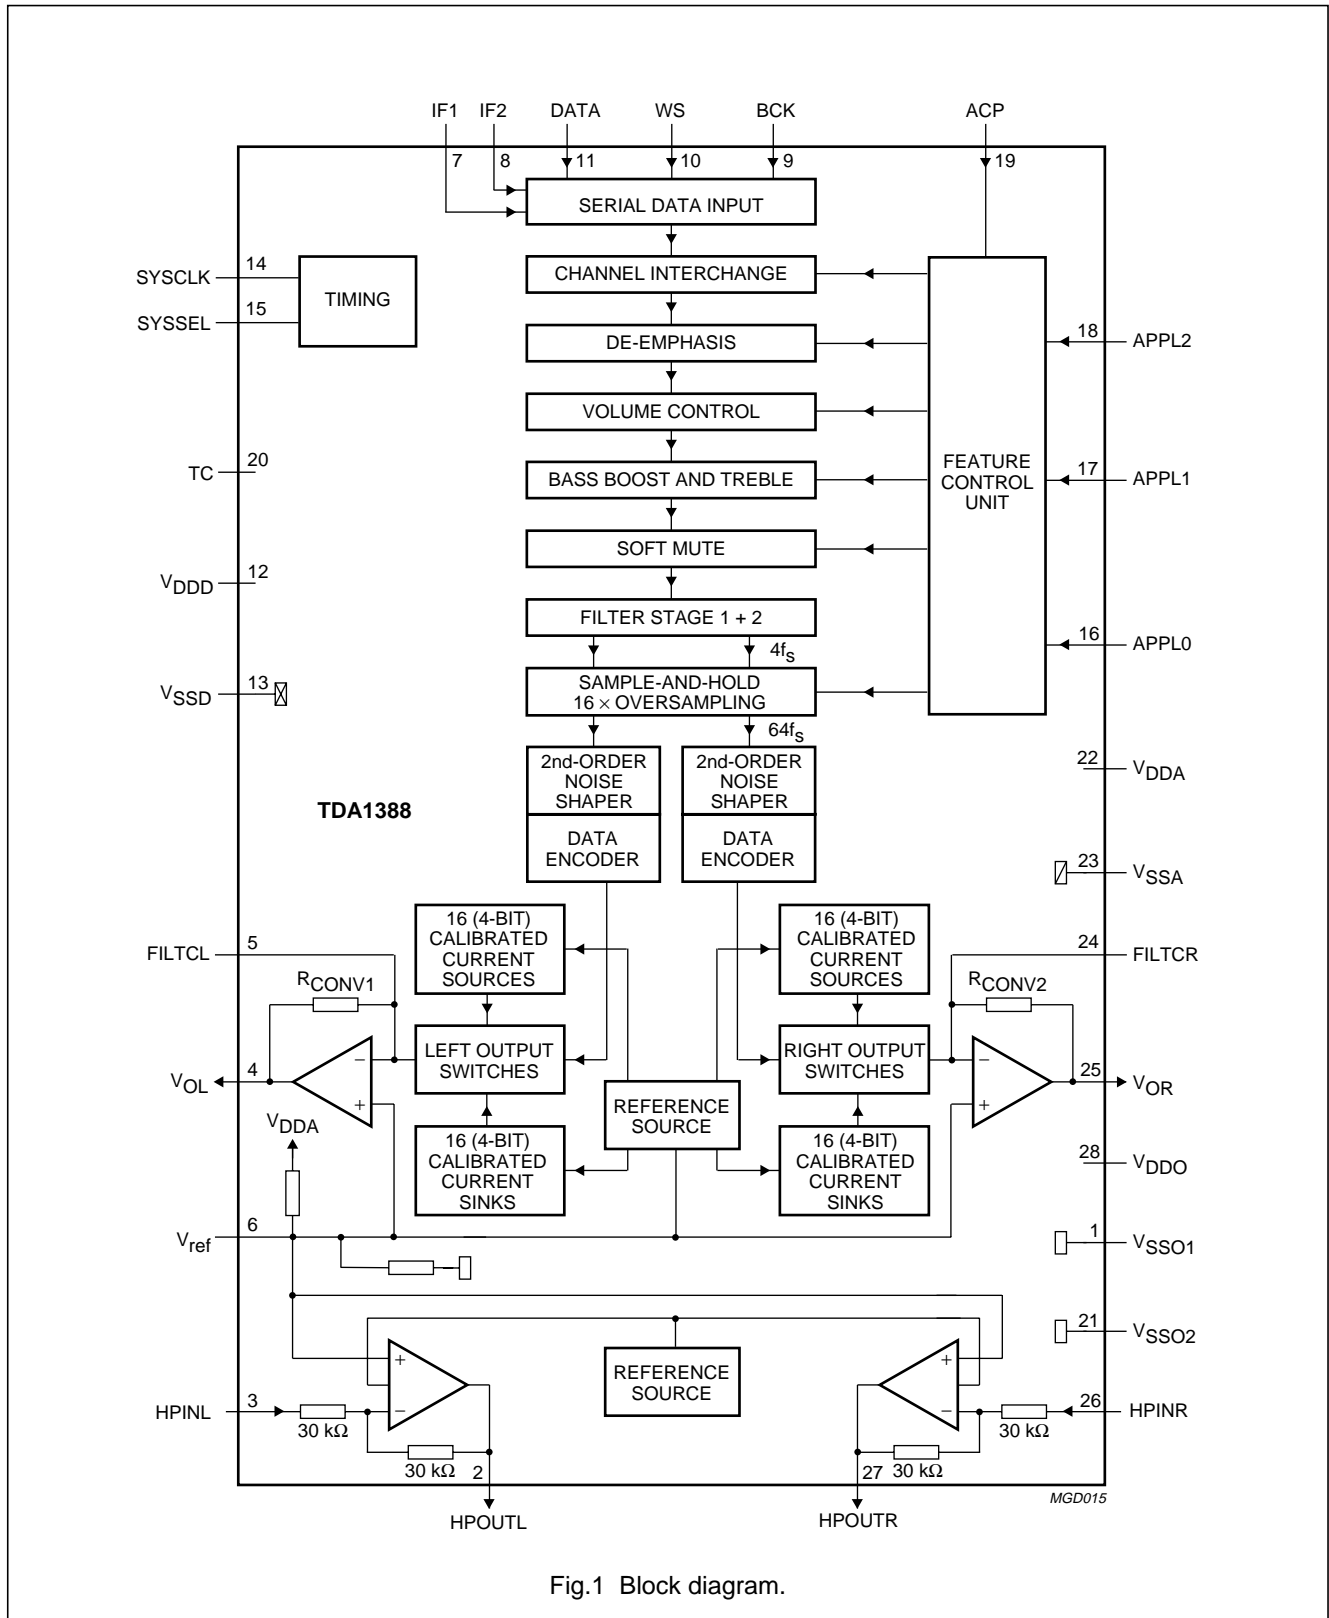 IF1 IF2 DATA WS BCK ACP
7 8 11 10 9 19
SERIAL DATA INPUT
SYSCLK 14
SYSSEL 15
TIMING
CHANNEL INTERCHANGE
DE-EMPHASIS
18 APPL2
VOLUME CONTROL
TC 20
BASS BOOST AND TREBLE
FEATURE
CONTROL
UNIT
17 APPL1
SOFT MUTE
VDDD 12
FILTER STAGE 1 + 2
4fs
16 APPL0
VSSD 13
SAMPLE-AND-HOLD
16 × OVERSAMPLING
64fs
22 VDDA
2nd-ORDER
NOISE
SHAPER
2nd-ORDER
NOISE
SHAPER
TDA1388
DATA
ENCODER
DATA
ENCODER
23 VSSA
FILTCL 5
16 (4-BIT)
CALIBRATED
CURRENT
SOURCES
16 (4-BIT)
CALIBRATED
CURRENT
SOURCES
24 FILTCR
RCONV1
RCONV2
VOL 4
−
+
LEFT OUTPUT
SWITCHES
RIGHT OUTPUT
SWITCHES
−
+
25 VOR
REFERENCE
SOURCE
VDDA
16 (4-BIT)
CALIBRATED
CURRENT
SINKS
16 (4-BIT)
CALIBRATED
CURRENT
SINKS
28 VDDO
Vref 6
1 VSSO1
21 VSSO2
+
−
REFERENCE
SOURCE
+
−
HPINL 3
30 kΩ
30 kΩ
26 HPINR
30 kΩ
30 kΩ
2
27
HPOUTL
HPOUTR
MGD015
Fig.1 Block diagram.